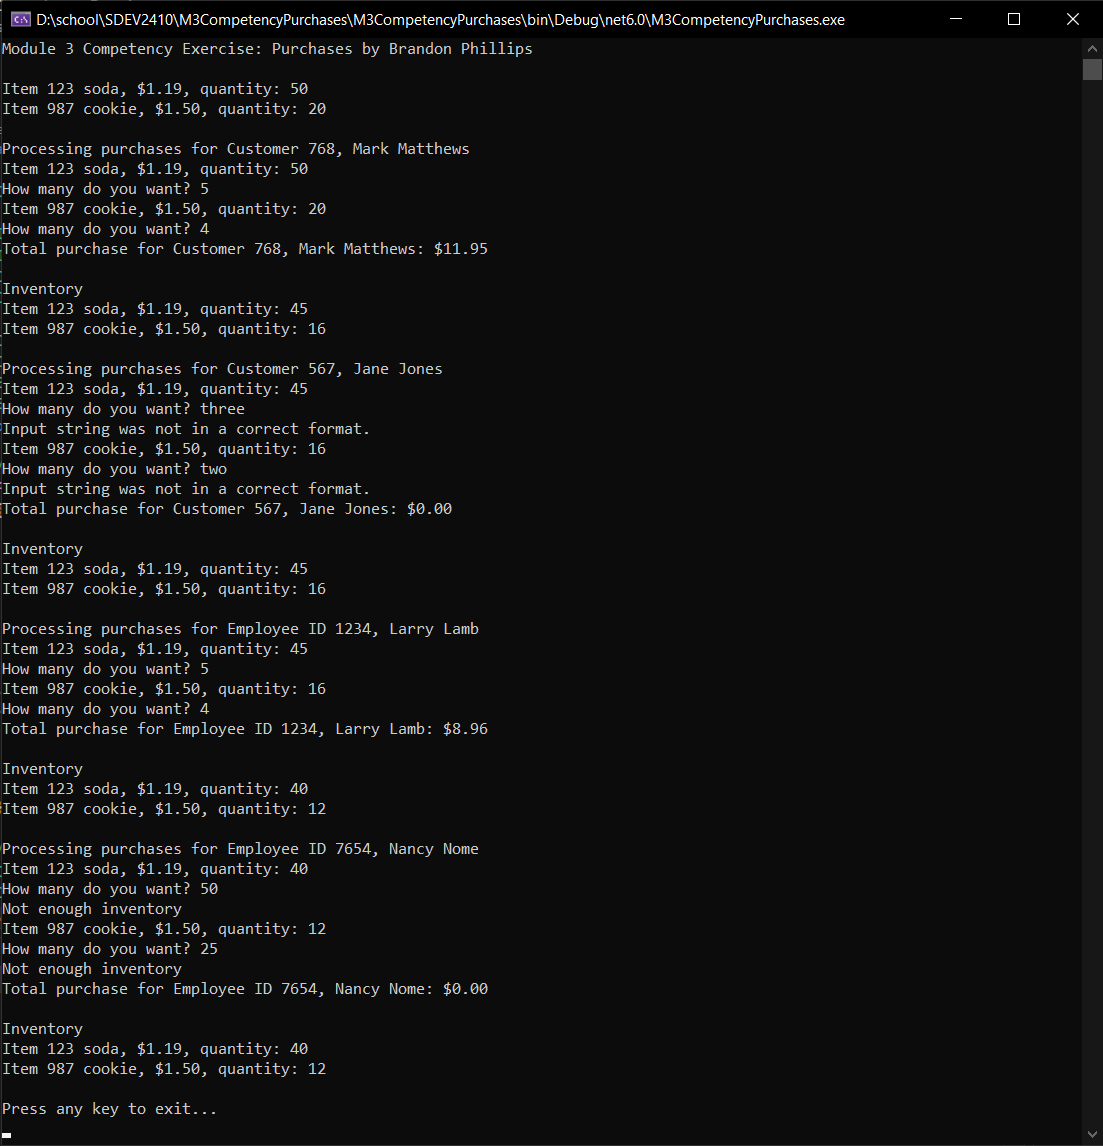 D:\school\SDEV2410\M3CompetencyPurchases\M3CompetencyPurchases\bin\Debug\net6.0\M3CompetencyPurchases.exe
Module 3 Competency Exercise: Purchases by Brandon Phillips
Item 123 soda, $1.19, quantity: 50
Item 987 cookie, $1.50, quantity: 20
Processing purchases for Customer 768, Mark Matthews
Item 123 soda, $1.19, quantity: 50
How many do you want? 5
Item 987 cookie, $1.50, quantity: 20
How many do you want? 4
Total purchase for Customer 768, Mark Matthews: $11.95
Inventory
Item 123 soda, $1.19, quantity: 45
Item 987 cookie, $1.50, quantity: 16
Processing purchases for Customer 567, Jane Jones
Item 123 soda, $1.19, quantity: 45
How many do you want? three
Input string was not in a correct format.
Item 987 cookie, $1.50, quantity: 16
How many do you want? two
Input string was not in a correct format.
Total purchase for Customer 567, Jane Jones: $0.00
Inventory
Item 123 soda, $1.19, quantity: 45
Item 987 cookie, $1.50, quantity: 16
Processing purchases for Employee ID 1234, Larry Lamb
Item 123 soda, $1.19, quantity: 45
How many do you want? 5
Item 987 cookie, $1.50, quantity: 16
How many do you want? 4
Total purchase for Employee ID 1234, Larry Lamb: $8.96
Inventory
Item 123 soda, $1.19, quantity: 40
Item 987 cookie, $1.50, quantity: 12
Processing purchases for Employee ID 7654, Nancy Nome
Item 123 soda, $1.19, quantity: 40
How many do you want? 50
Not enough inventory
Item 987 cookie, $1.50, quantity: 12
How many do you want? 25
Not enough inventory
Total purchase for Employee ID 7654, Nancy Nome: $0.00
Inventory
Item 123 soda, $1.19, quantity: 40
Item 987 cookie, $1.50, quantity: 12
Press any key to exit...